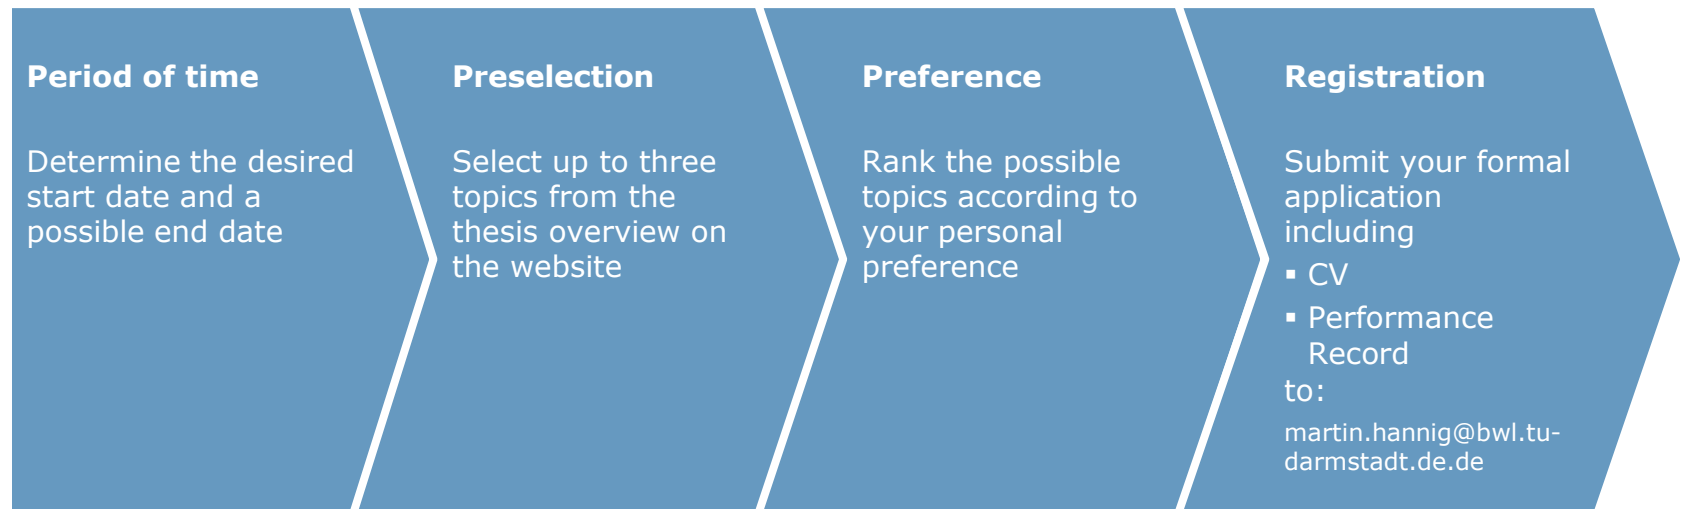 Period of time
Determine the desired
start date and a
possible end date
Preselection
Select up to three
topics from the
thesis overview on
the website
Preference
Rank the possible
topics according to
your personal
preference
Registration
Submit your formal
application
including
▪ CV
▪ Performance
Record
to:
martin.hannig@bwl.tu-
darmstadt.de.de